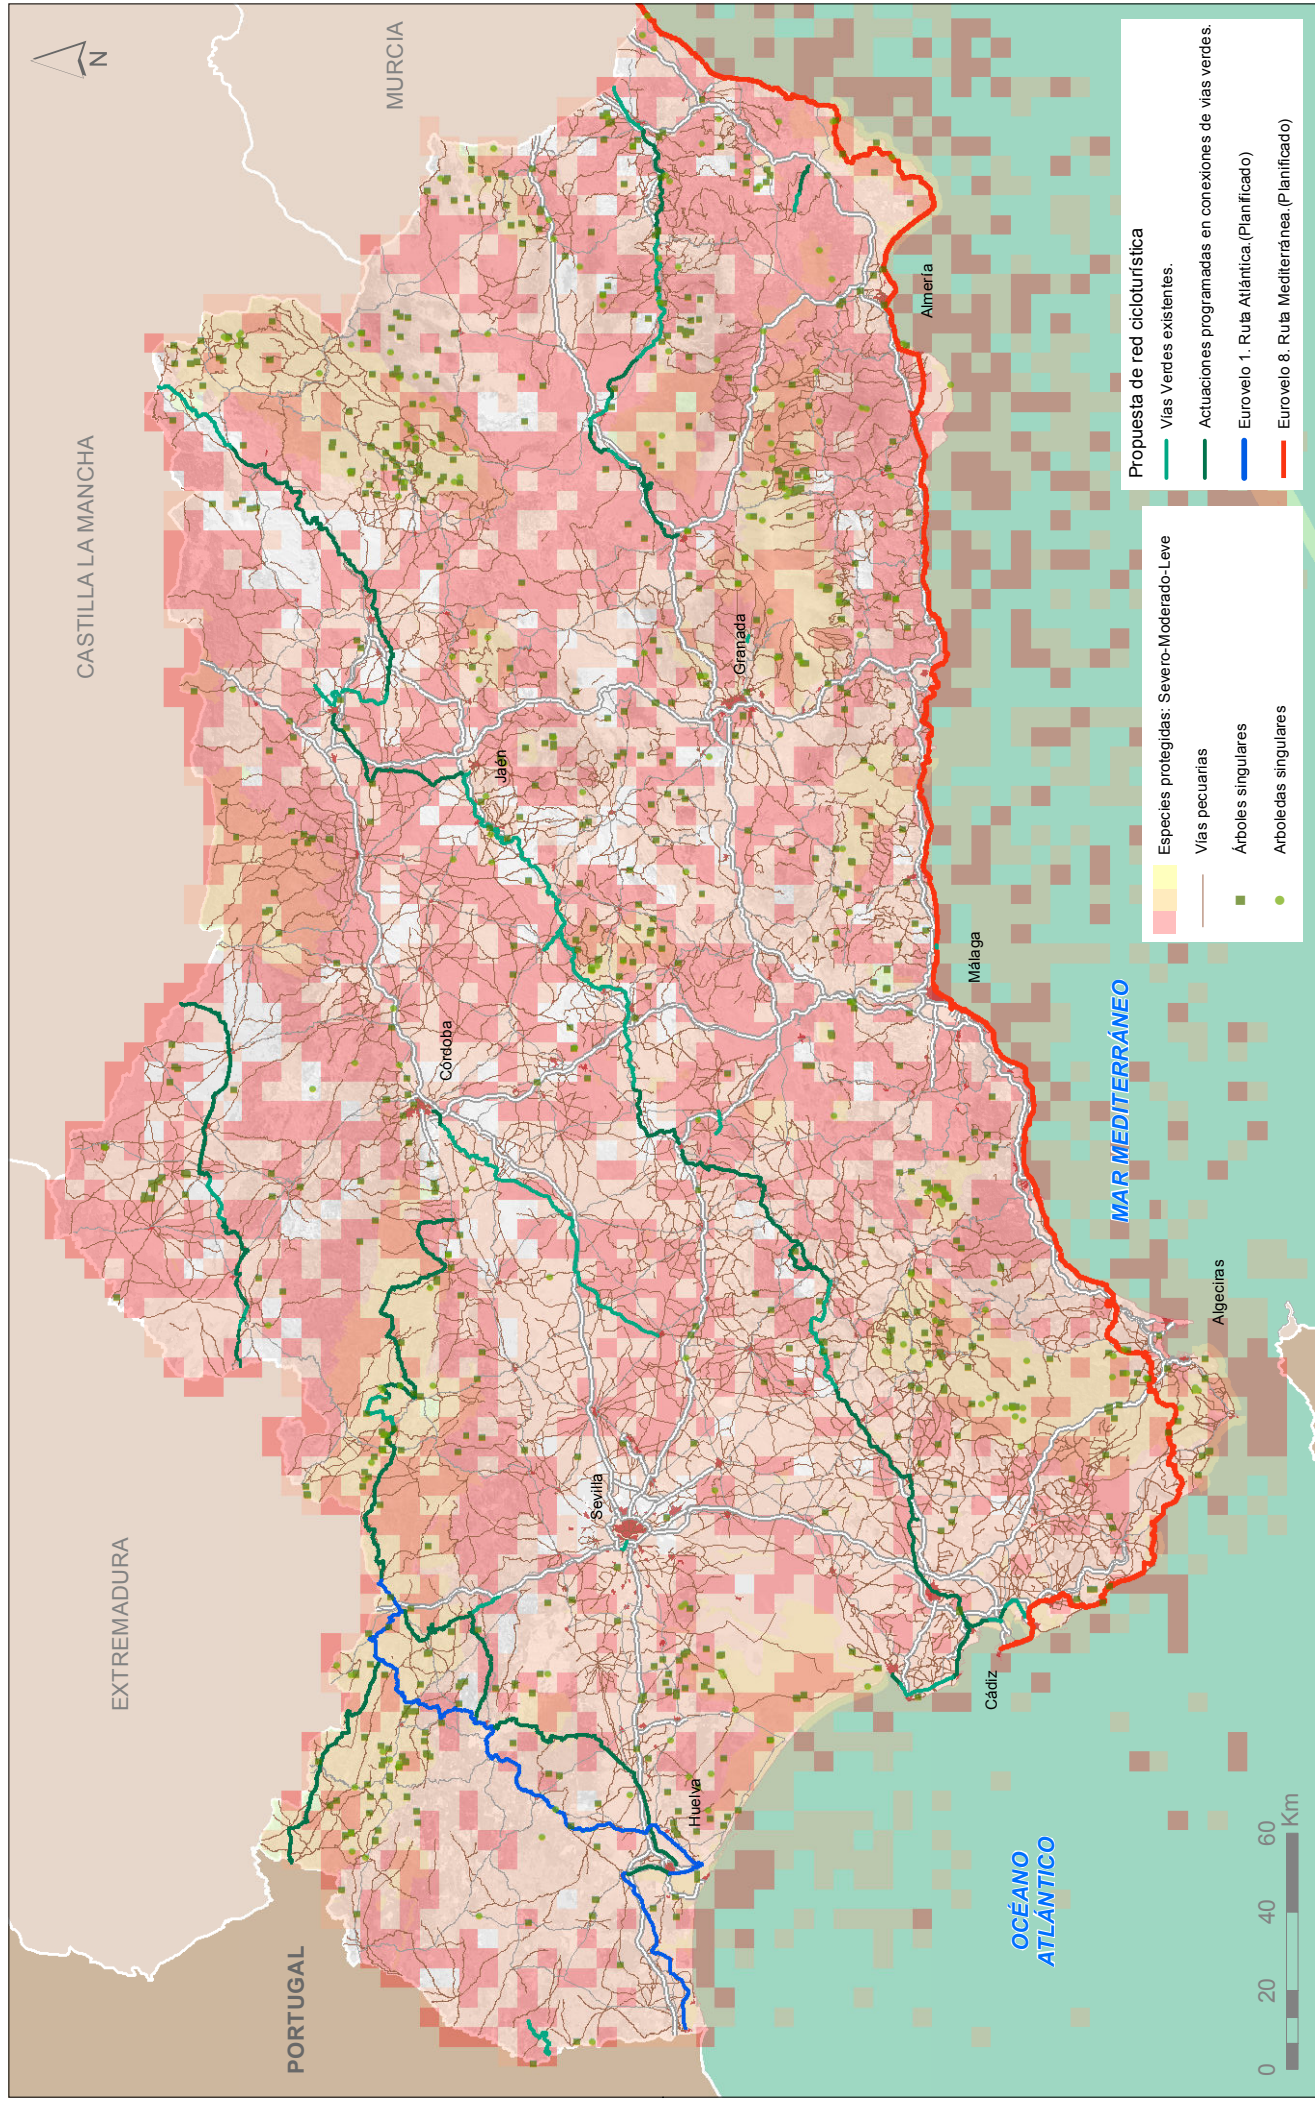 N
MURCIA
CASTILLA LA MANCHA
EXTREMADURA
PORTUGAL
Jaén
Córdoba
Granada
Almería
Sevilla
Huelva
Málaga
Cádiz
Algeciras
MAR MEDITERRÁNEO
OCÉANO
ATLÁNTICO
0 20 40 60
Km
Especies protegidas: Severo-Moderado-Leve
Vías pecuarias
Árboles singulares
Arboledas singulares
Propuesta de red cicloturística
Vías Verdes existentes.
Actuaciones programadas en conexiones de vías verdes.
Eurovelo 1. Ruta Atlántica.(Planificado)
Eurovelo 8. Ruta Mediterránea.(Planificado)